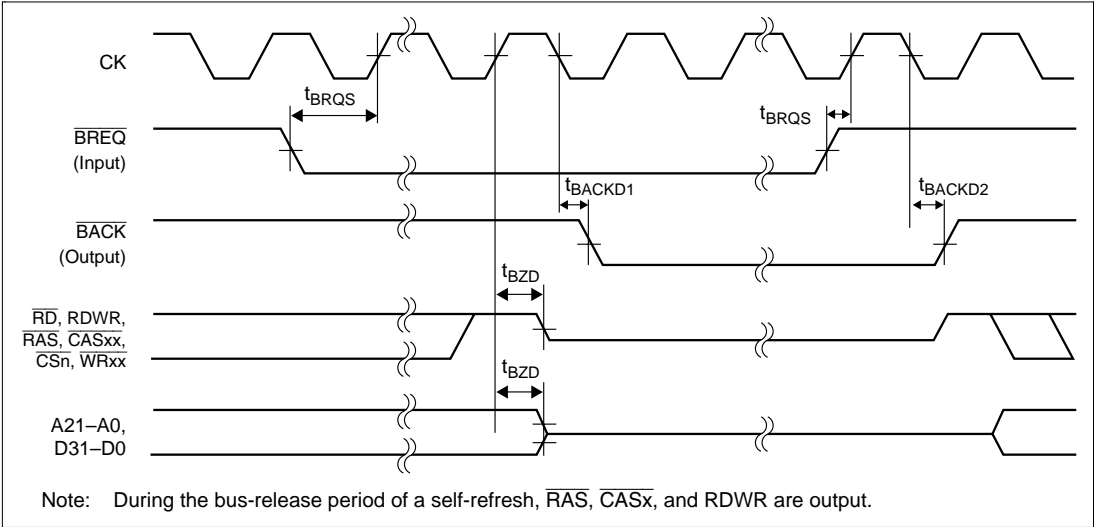 CK
tBRQS
tBRQS
BREQ
(Input)
tBACKD1
tBACKD2
BACK
(Output)
tBZD
RD, RDWR,
RAS, CASxx,
CSn, WRxx
tBZD
A21–A0,
D31–D0
Note: During the bus-release period of a self-refresh, RAS, CASx, and RDWR are output.